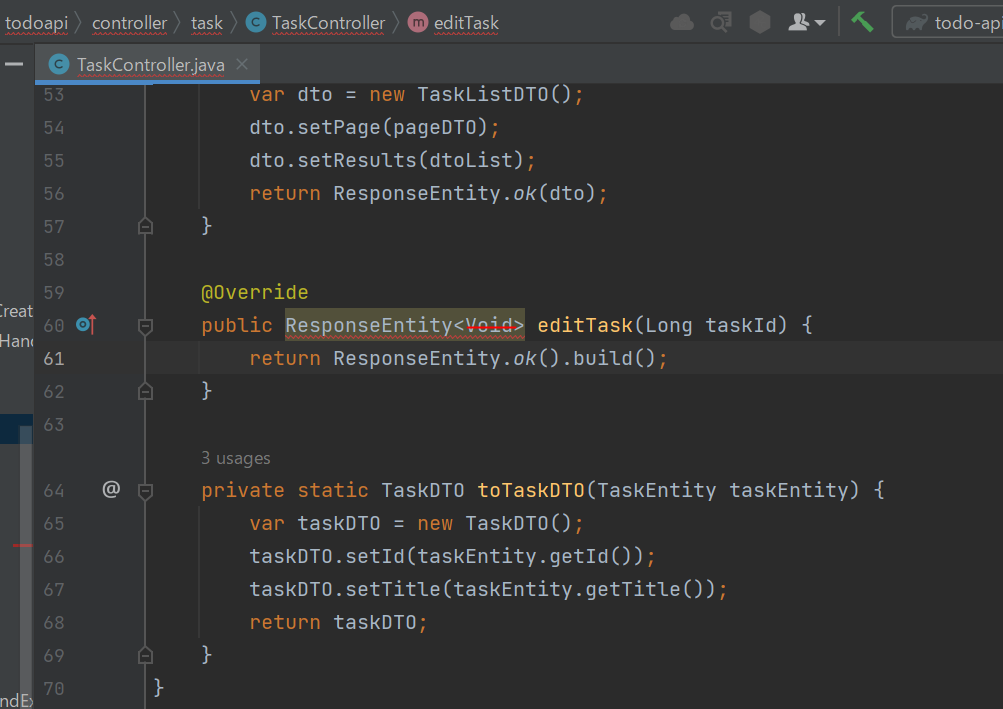 todoapi controller task C TaskController m editTask todo-api
C TaskController.java
53 var dto = new TaskListDTO();
54 dto.setPage(pageDTO);
55 dto.setResults(dtoList);
56 return ResponseEntity.ok(dto);
57 }
58
59 @Override
Creat
60 public ResponseEntity<Void> editTask(Long taskId) {
Hand
61 return ResponseEntity.ok().build();
62 }
63
3 usages
64 @ private static TaskDTO toTaskDTO(TaskEntity taskEntity) {
65 var taskDTO = new TaskDTO();
66 taskDTO.setId(taskEntity.getId());
67 taskDTO.setTitle(taskEntity.getTitle());
68 return taskDTO;
69 }
70 }
ndEx